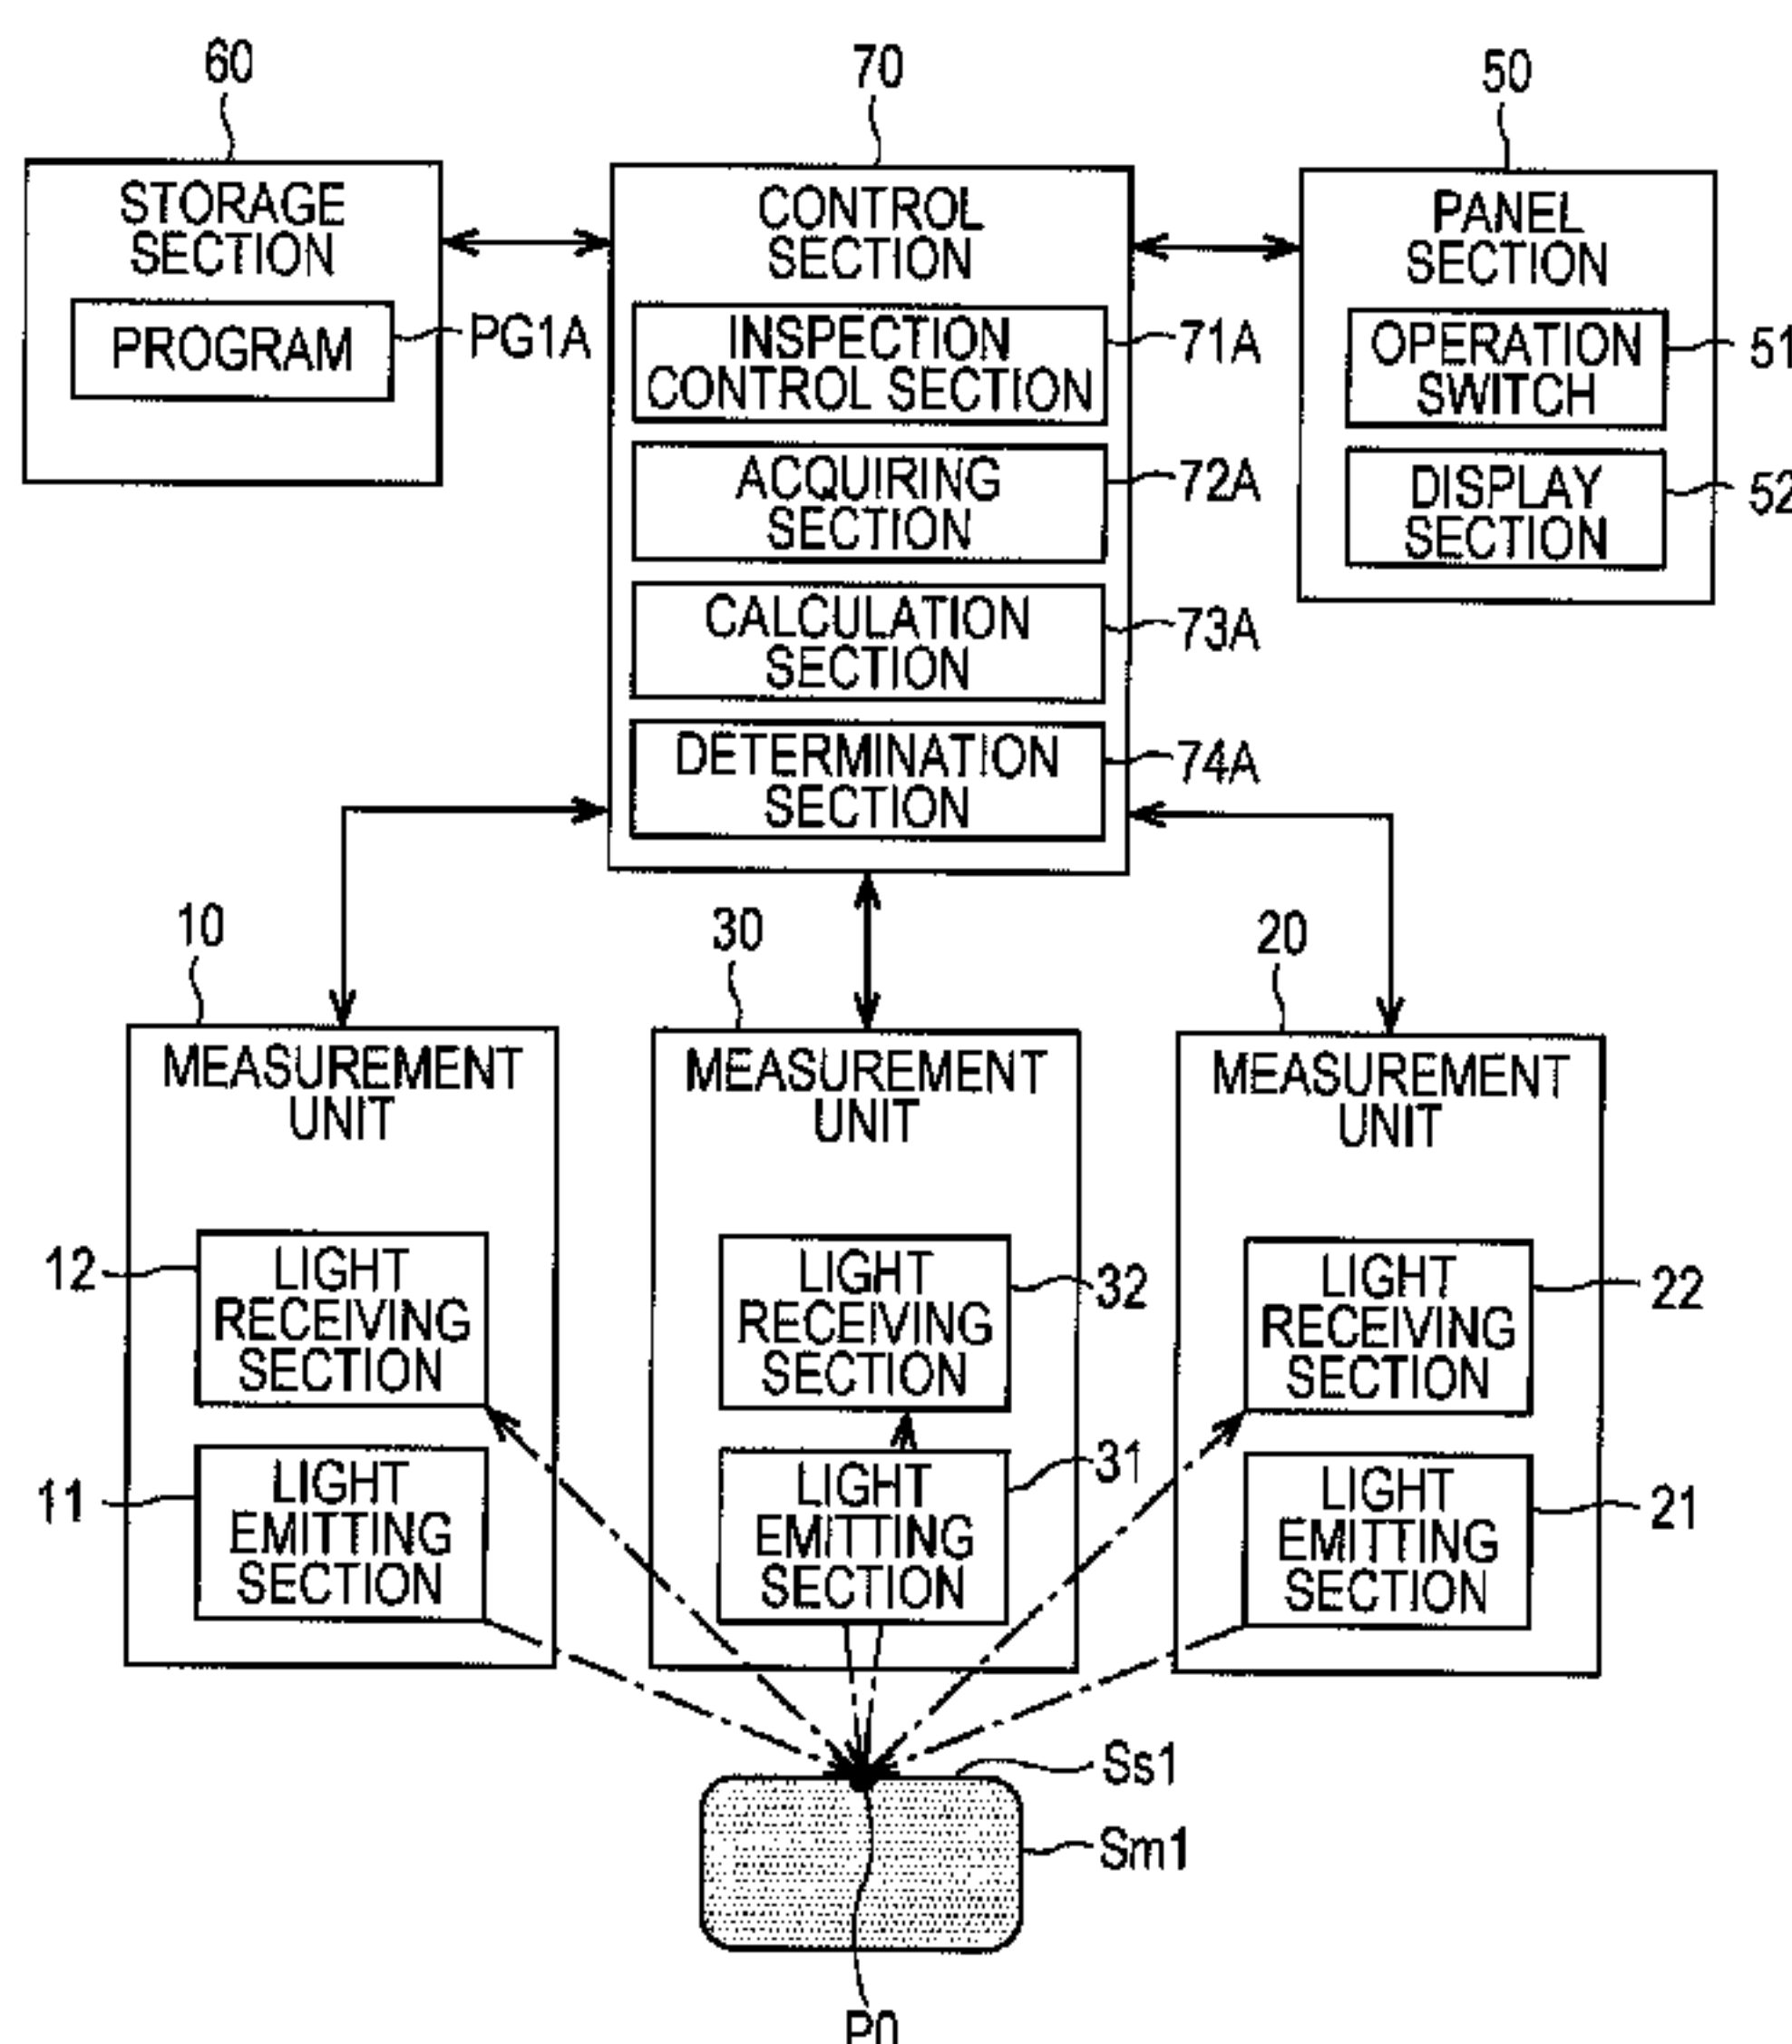 60
70
50
STORAGE
SECTION
PROGRAM
PG1A
CONTROL
SECTION
INSPECTION
CONTROL SECTION
71A
ACQUIRING
SECTION
72A
CALCULATION
SECTION
73A
DETERMINATION
SECTION
74A
PANEL
SECTION
OPERATION
SWITCH
51
DISPLAY
SECTION
52
10
30
20
MEASUREMENT
UNIT
12
LIGHT
RECEIVING
SECTION
11
LIGHT
EMITTING
SECTION
MEASUREMENT
UNIT
LIGHT
RECEIVING
SECTION
32
LIGHT
EMITTING
SECTION
31
MEASUREMENT
UNIT
LIGHT
RECEIVING
SECTION
22
LIGHT
EMITTING
SECTION
21
Ss1
Sm1
P0